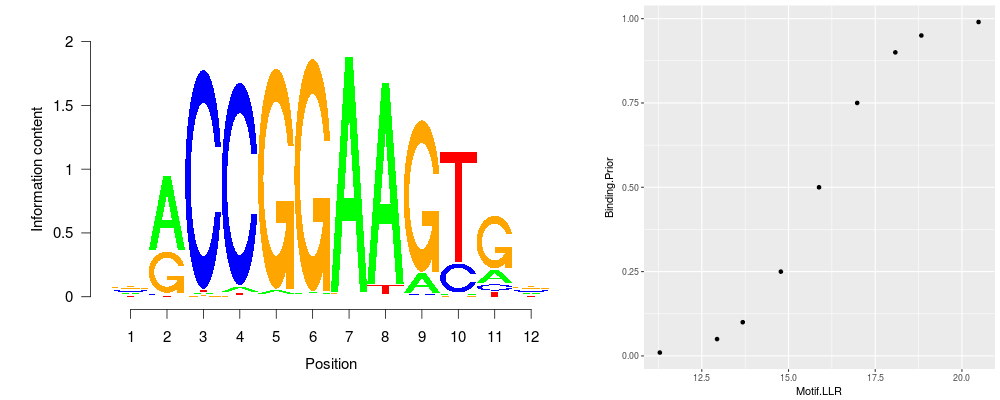 Information content
2
1.5
1
0.5
0
A
G
C
C
G
G
A
A
T
G
A
T
C
G
A
1 2 3 4 5 6 7 8 9 10 11 12
Position
Binding.Prior
1.00
0.75
0.50
0.25
0.00
12.5 15.0 17.5 20.0
Motif.LLR